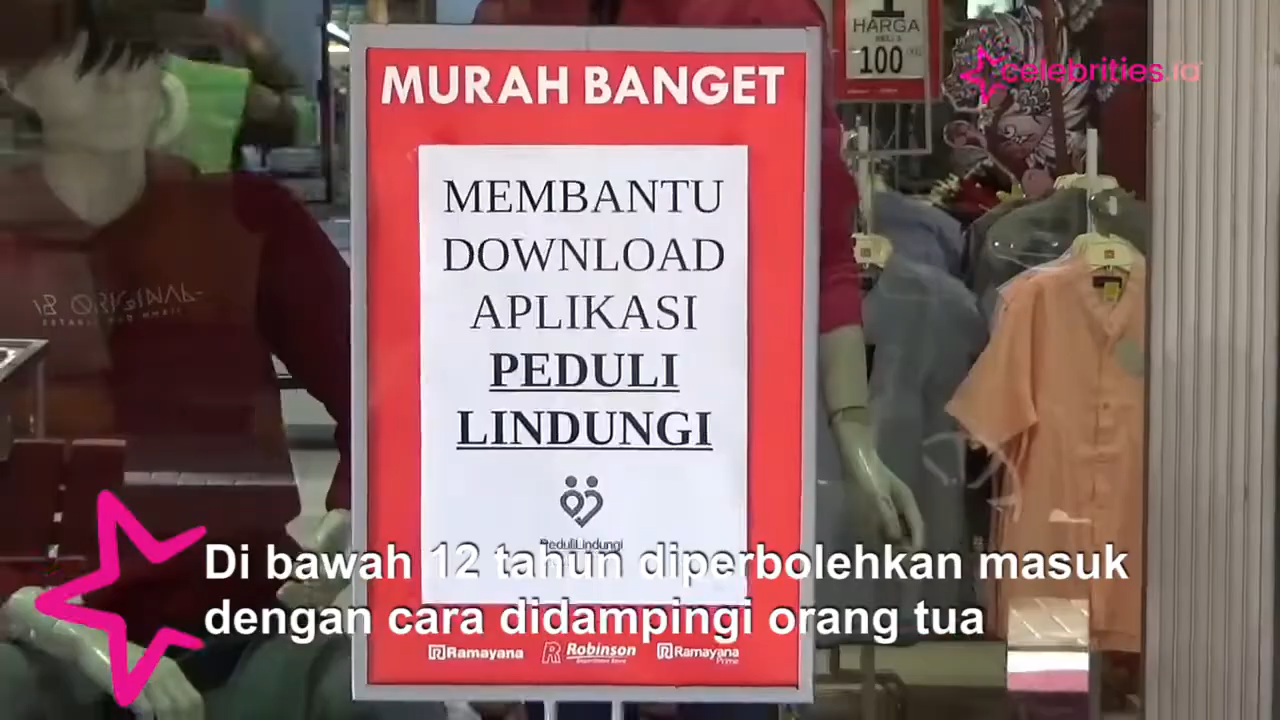 HARGA
100
celebrities.id
MURAH BANGET
MEMBANTU
DOWNLOAD
APLIKASI
PEDULI
LINDUNGI
PeduliLindungi
Di bawah 12 tahun diperbolehkan masuk
dengan cara didampingi orang tua
Ramayana
Robinson
Ramayana
Prime